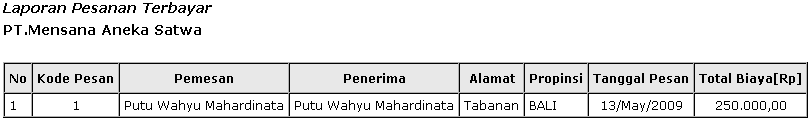 Laporan Pesanan Terbayar
PT.Mensana Aneka Satwa
No Kode Pesan Pemesan Penerima Alamat Propinsi Tanggal Pesan Total Biaya[Rp]
1 1 Putu Wahyu Mahardinata Putu Wahyu Mahardinata Tabanan BALI 13/May/2009 250.000,00